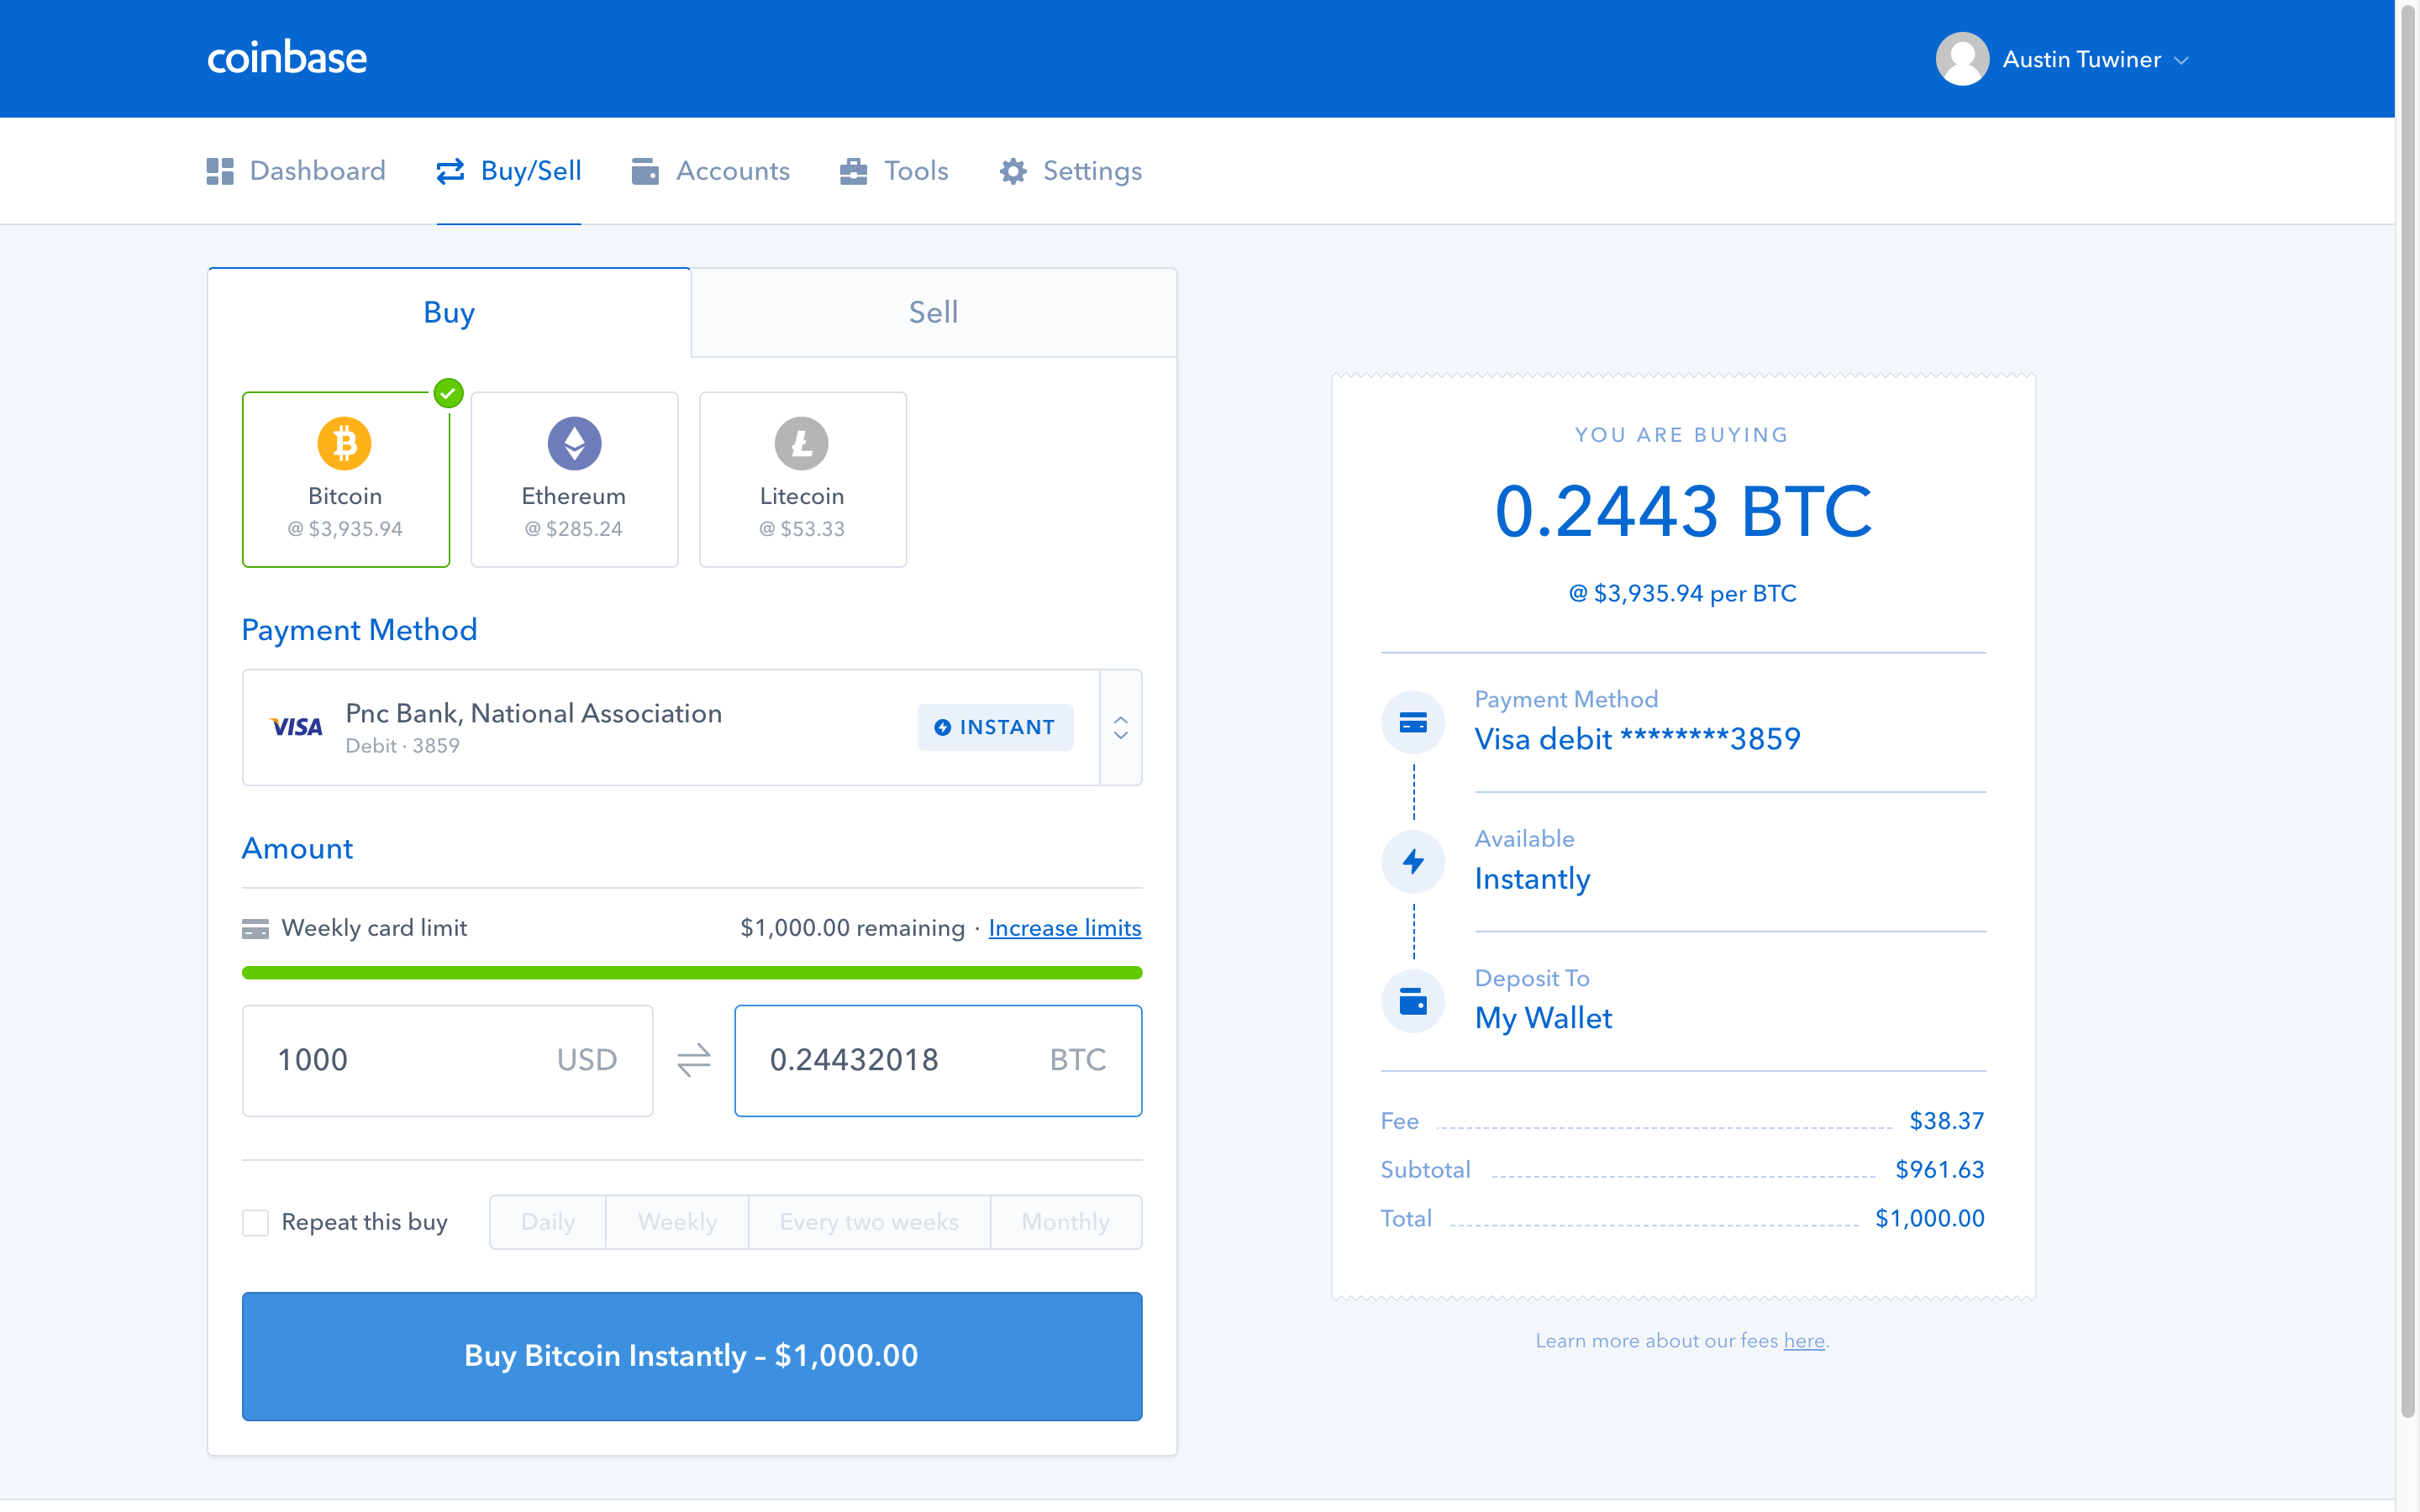 coinbase
Austin Tuwiner
Dashboard
Buy/Sell
Accounts
Tools
Settings
Buy
Sell
Bitcoin
@ $3,935.94
Ethereum
@ $285.24
Litecoin
@ $53.33
Payment Method
VISA
Pnc Bank, National Association
Debit · 3859
INSTANT
Amount
Weekly card limit
$1,000.00 remaining · Increase limits
1000 USD
0.24432018 BTC
Repeat this buy
Daily
Weekly
Every two weeks
Monthly
Buy Bitcoin Instantly – $1,000.00
YOU ARE BUYING
0.2443 BTC
@ $3,935.94 per BTC
Payment Method
Visa debit ********3859
Available
Instantly
Deposit To
My Wallet
Fee $38.37
Subtotal $961.63
Total $1,000.00
Learn more about our fees here.